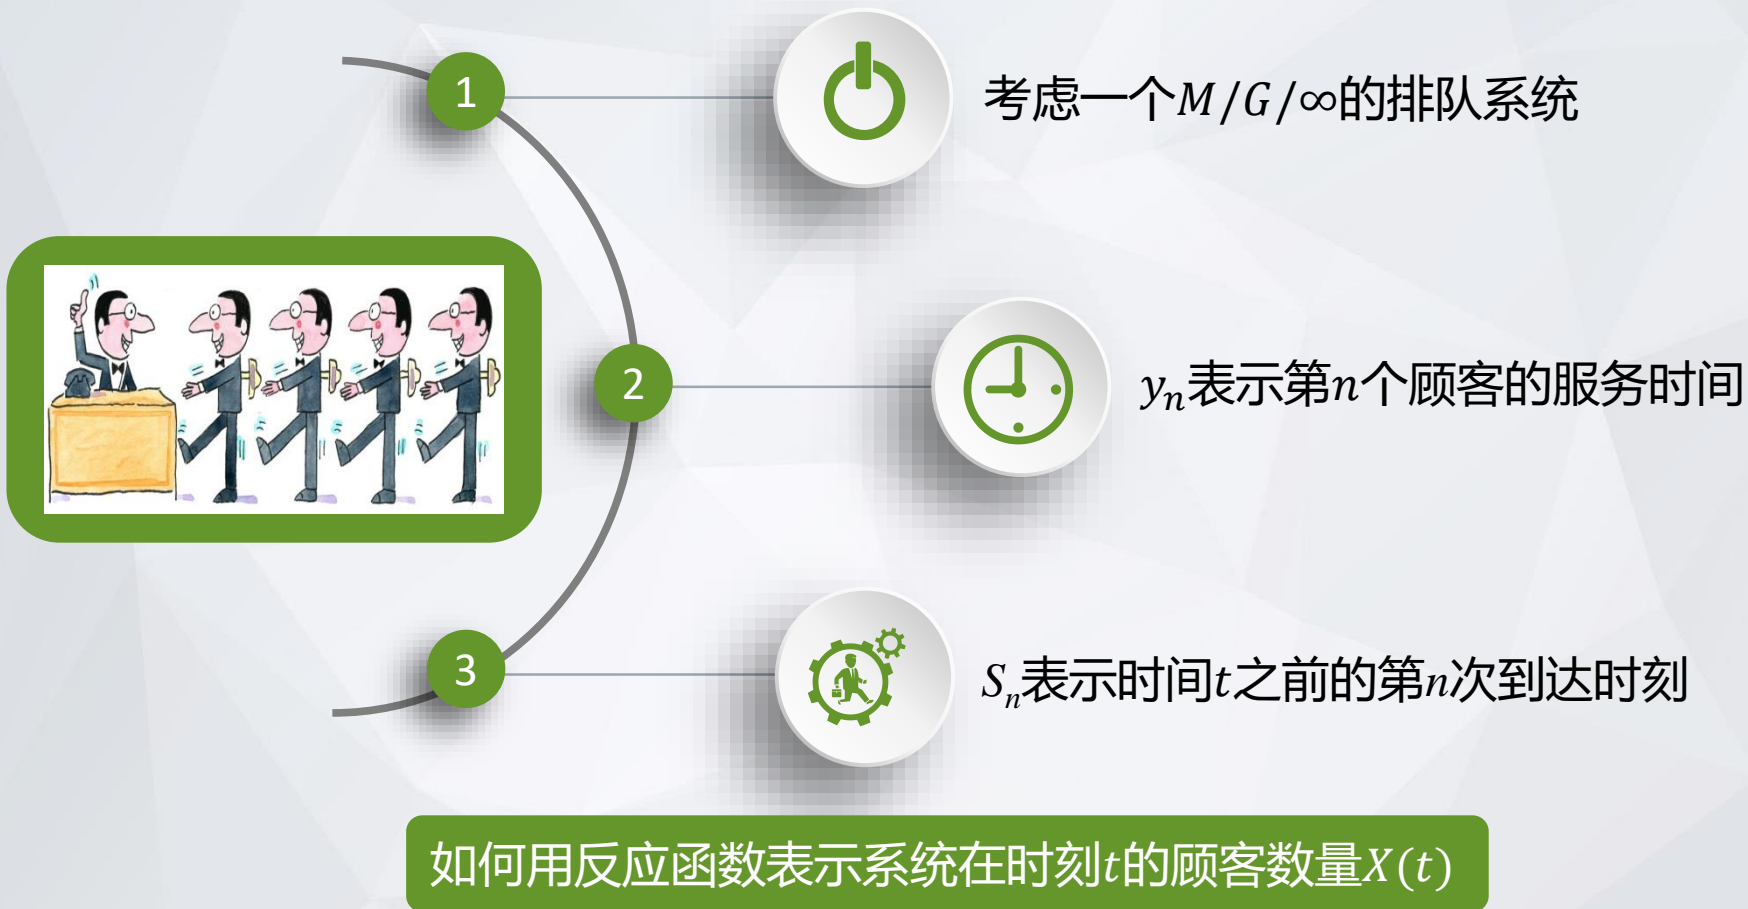 1
考虑一个M/G/∞的排队系统
2
yₙ表示第n个顾客的服务时间
3
Sₙ表示时间t之前的第n次到达时刻
如何用反应函数表示系统在时刻t的顾客数量X(t)